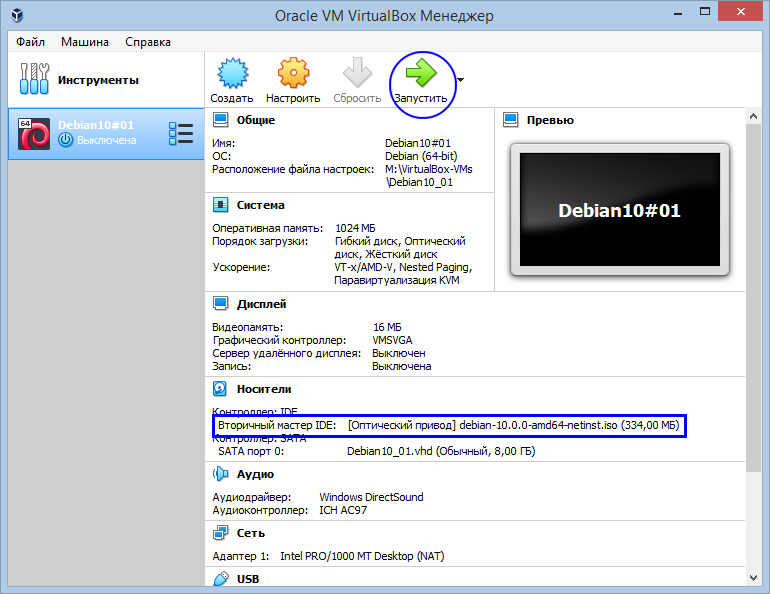 Oracle VM VirtualBox Менеджер
Файл Машина Справка
Инструменты
Создать Настроить Сбросить Запустить
64
Debian10#01
Выключена
Общие
Имя: Debian10#01
ОС: Debian (64-bit)
Расположение файла настроек: M:\VirtualBox-VMs
\Debian10_01
Превью
Debian10#01
Система
Оперативная память: 1024 МБ
Порядок загрузки: Гибкий диск, Оптический
диск, Жёсткий диск
Ускорение: VT-x/AMD-V, Nested Paging,
Паравиртуализация KVM
Дисплей
Видеопамять: 16 МБ
Графический контроллер: VMSVGA
Сервер удалённого дисплея: Выключен
Запись: Выключена
Носители
Контроллер: IDE
Вторичный мастер IDE: [Оптический привод] debian-10.0.0-amd64-netinst.iso (334,00 МБ)
Контроллер: SATA
SATA порт 0: Debian10_01.vhd (Обычный, 8,00 ГБ)
Аудио
Аудиодрайвер: Windows DirectSound
Аудиоконтроллер: ICH AC97
Сеть
Адаптер 1: Intel PRO/1000 MT Desktop (NAT)
USB